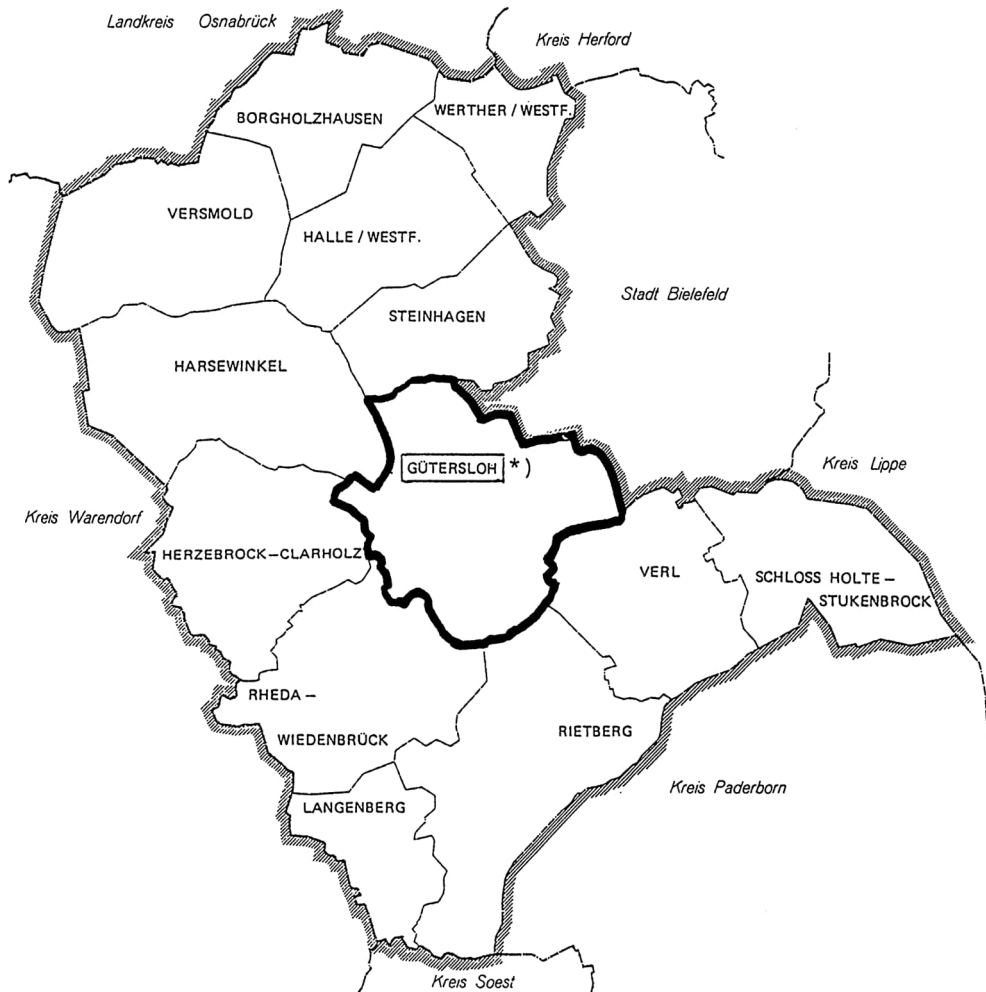 Landkreis Osnabrück
Kreis Herford
BORGHOLZHAUSEN
WERTHER / WESTF.
VERSMOLD
HALLE / WESTF.
Stadt Bielefeld
STEINHAGEN
HARSEWINKEL
GÜTERSLOH *)
Kreis Lippe
Kreis Warendorf
HERZEBROCK–CLARHOLZ
VERL
SCHLOSS HOLTE –
STUKENBROCK
RHEDA –
WIEDENBRÜCK
RIETBERG
Kreis Paderborn
LANGENBERG
Kreis Soest